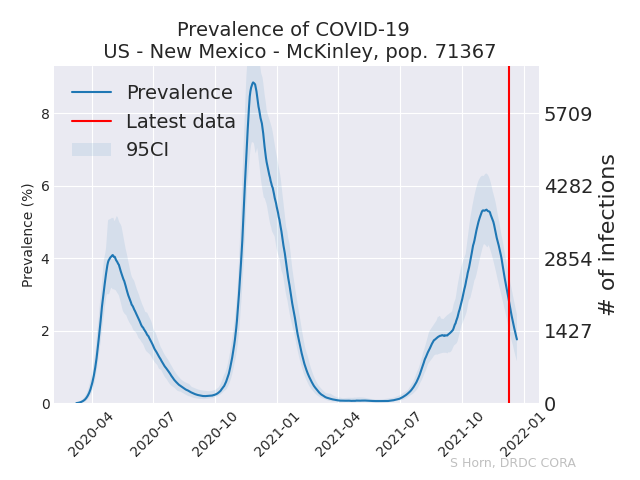 Prevalence of COVID-19
US - New Mexico - McKinley, pop. 71367
Prevalence
Latest data
95CI
Prevalence (%)
8
6
4
2
0
5709
4282
2854
1427
0
# of infections
2020-04
2020-07
2020-10
2021-01
2021-04
2021-07
2021-10
2022-01
S Horn, DRDC CORA